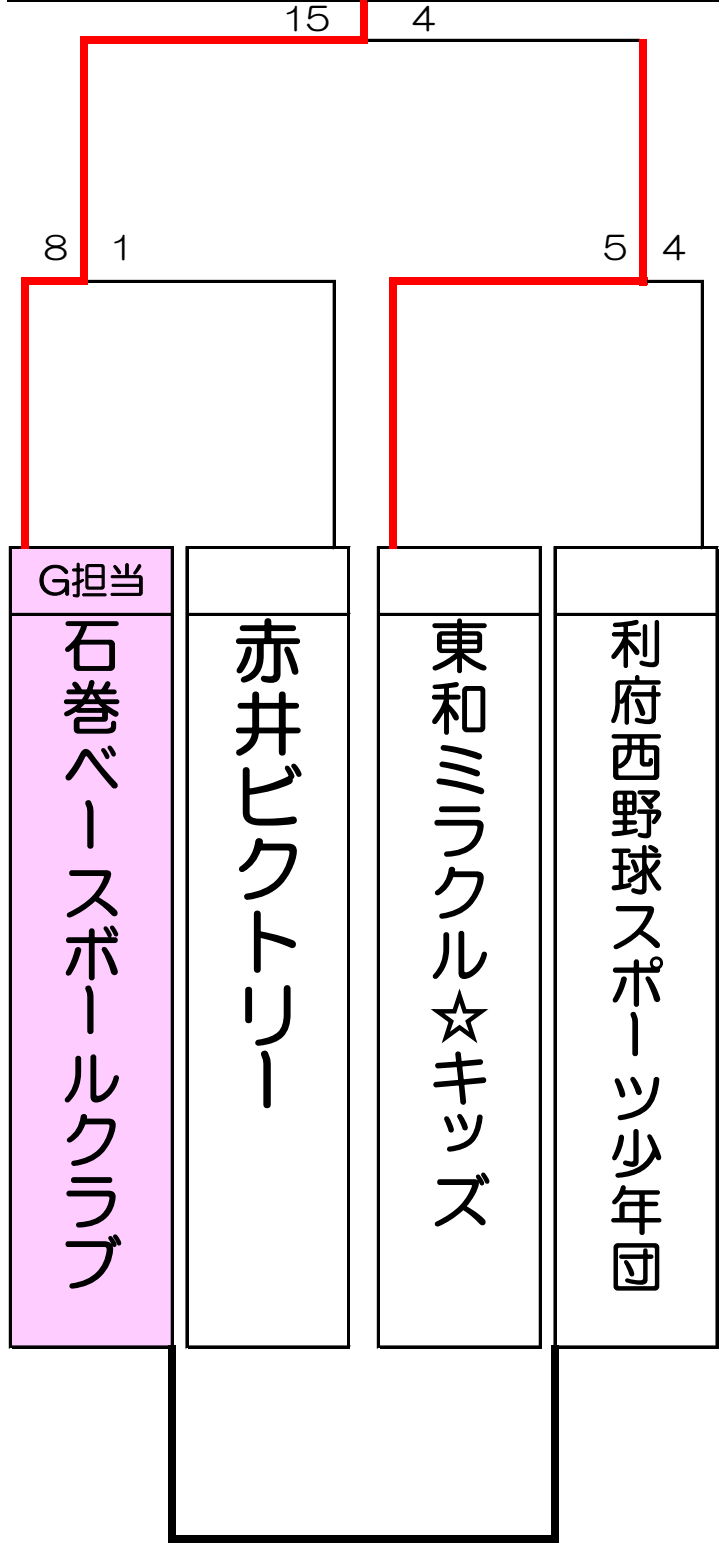 15 4
8 1
5 4
G担当
石巻ベースボールクラブ
赤井ビクトリー
東和ミラクル☆キッズ
利府西野球スポーツ少年団